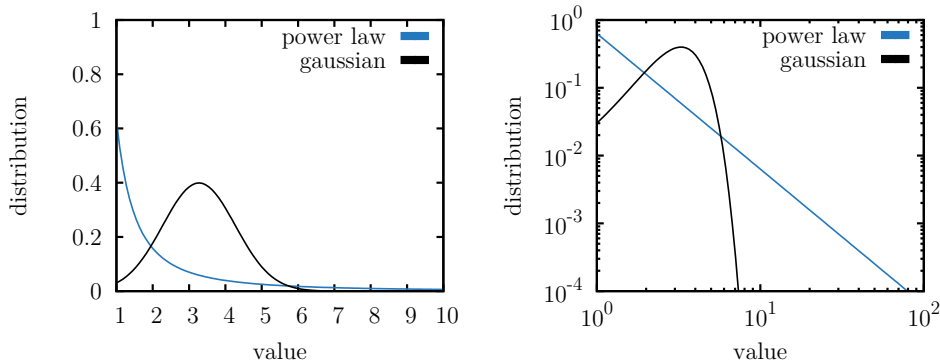 1
0.8
0.6
0.4
0.2
0
distribution
power law
gaussian
1 2 3 4 5 6 7 8 9 10
value
10^0
10^-1
10^-2
10^-3
10^-4
distribution
power law
gaussian
10^0 10^1 10^2
value